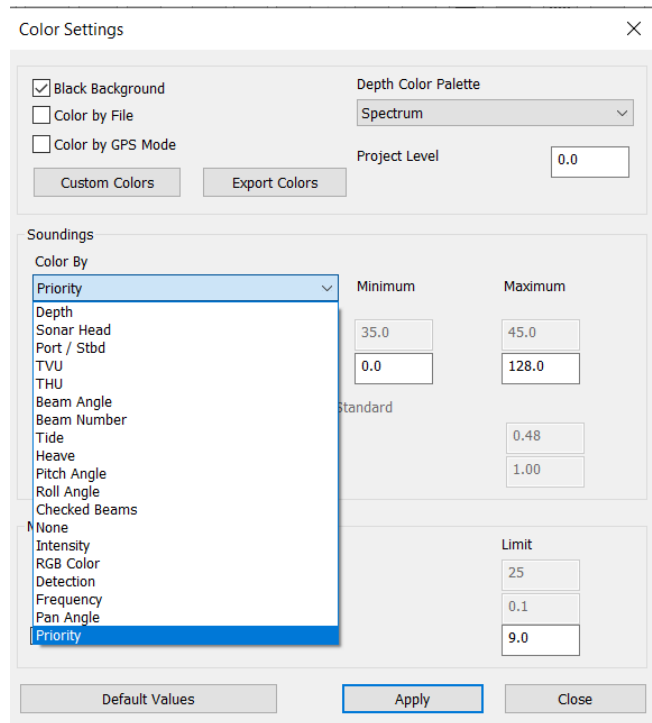 Color Settings
Black Background
Depth Color Palette
Color by File
Spectrum
Color by GPS Mode
Project Level
0.0
Custom Colors
Export Colors
Soundings
Color By
Priority
Minimum
Maximum
Depth
Sonar Head
35.0
45.0
Port / Stbd
TVU
0.0
128.0
THU
Beam Angle
Standard
Beam Number
Tide
0.48
Heave
Pitch Angle
1.00
Roll Angle
Checked Beams
None
Intensity
Limit
RGB Color
25
Detection
Frequency
0.1
Pan Angle
Priority
9.0
Default Values
Apply
Close